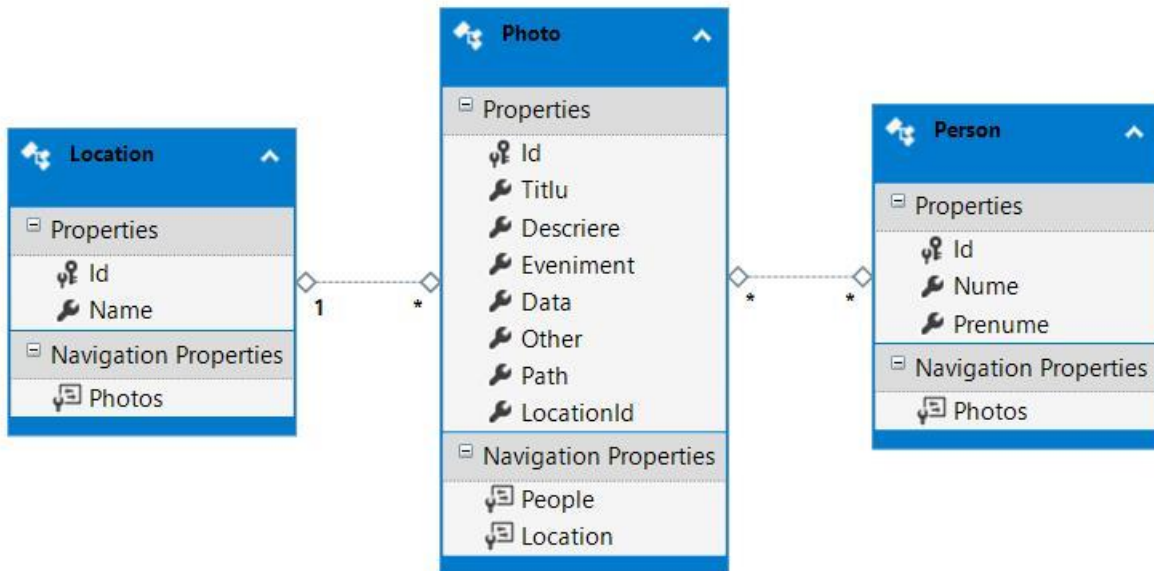 Location
Properties
Id
Name
Navigation Properties
Photos
1
*
Photo
Properties
Id
Titlu
Descriere
Eveniment
Data
Other
Path
LocationId
Navigation Properties
People
Location
*
*
Person
Properties
Id
Nume
Prenume
Navigation Properties
Photos